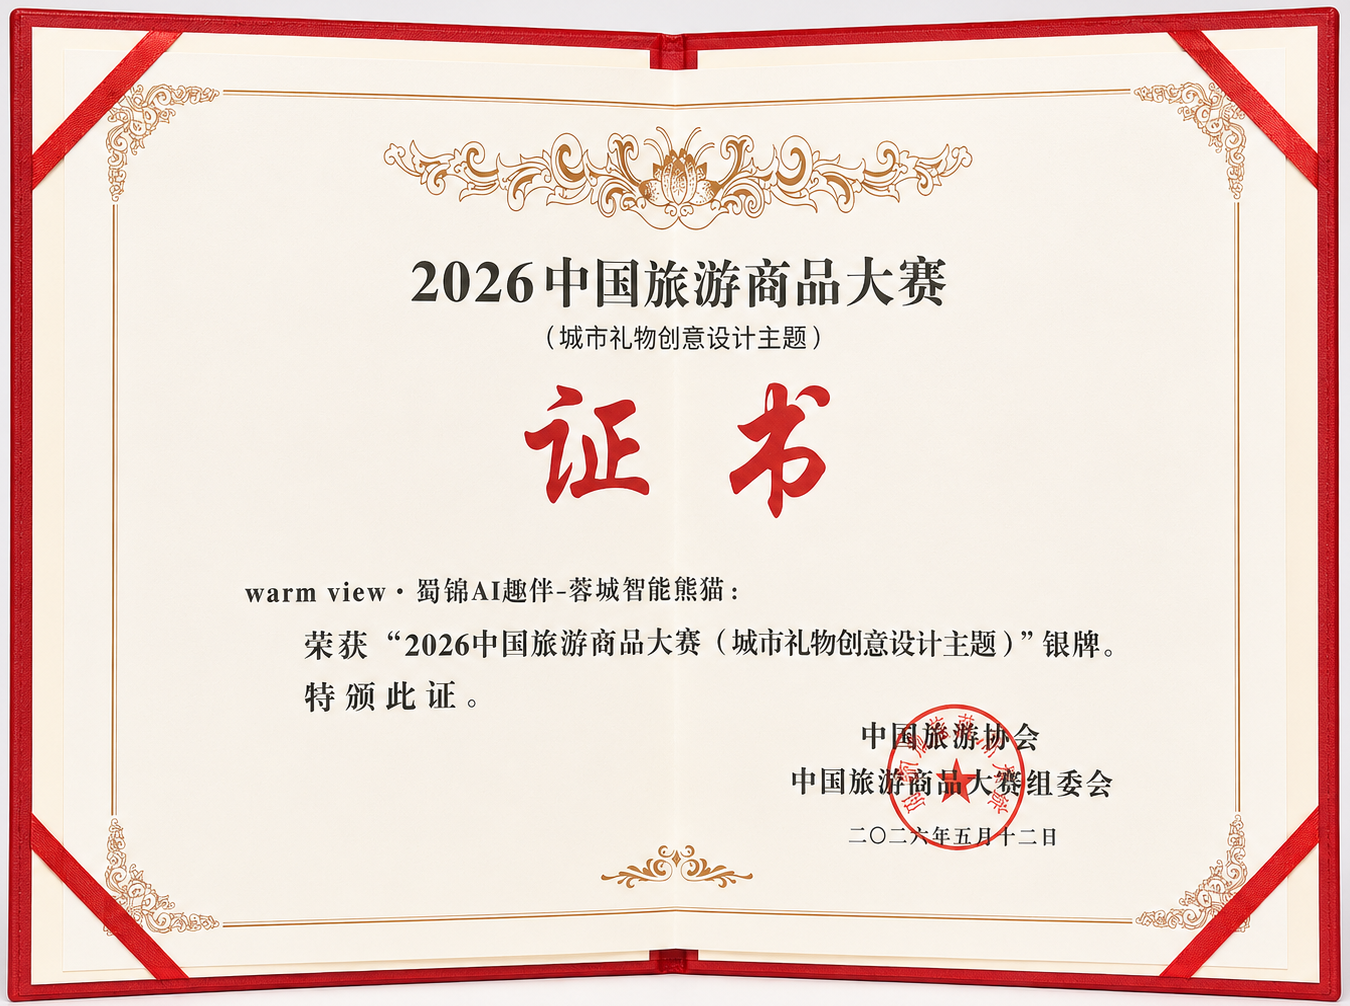 2026中国旅游商品大赛
（城市礼物创意设计主题）
证书
warm view·蜀锦AI趣伴-蓉城智能熊猫：
荣获“2026中国旅游商品大赛（城市礼物创意设计主题）”银牌。
特颁此证。
中国旅游协会
中国旅游商品大赛组委会
二〇二六年五月十二日